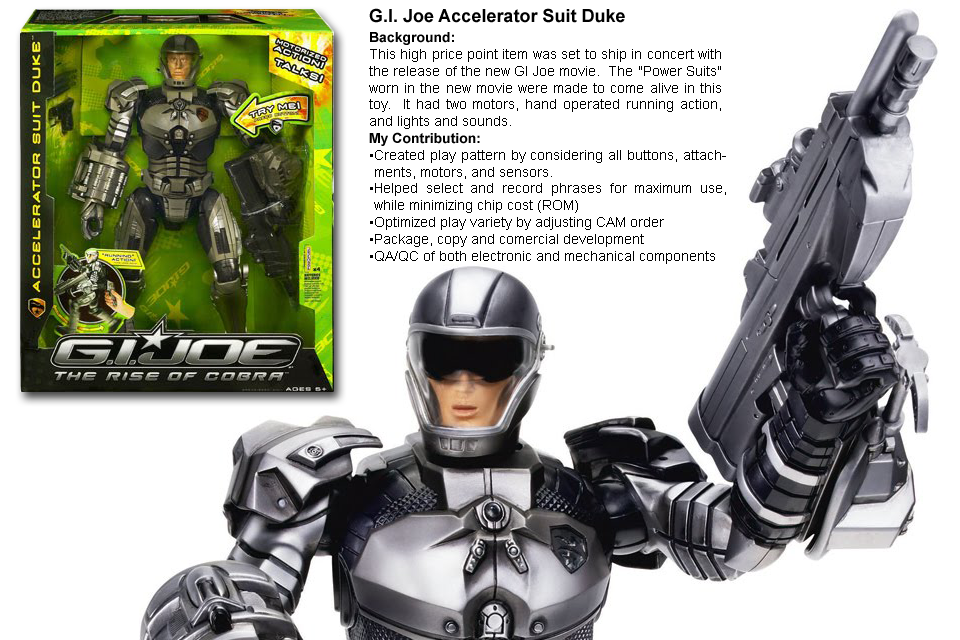 G.I. Joe Accelerator Suit Duke
Background:
This high price point item was set to ship in concert with
the release of the new GI Joe movie.  The "Power Suits"
worn in the new movie were made to come alive in this
toy.  It had two motors, hand operated running action,
and lights and sounds.
My Contribution:
•Created play pattern by considering all buttons, attach-
ments, motors, and sensors.
•Helped select and record phrases for maximum use,
while minimizing chip cost (ROM)
•Optimized play variety by adjusting CAM order
•Package, copy and comercial development
•QA/QC of both electronic and mechanical components
ACCELERATOR SUIT DUKE
MOTORIZED
ACTION!
TALKS!
TRY ME!
"RUNNING"
ACTION!
G.I. JOE
THE RISE OF COBRA
AGES 5+